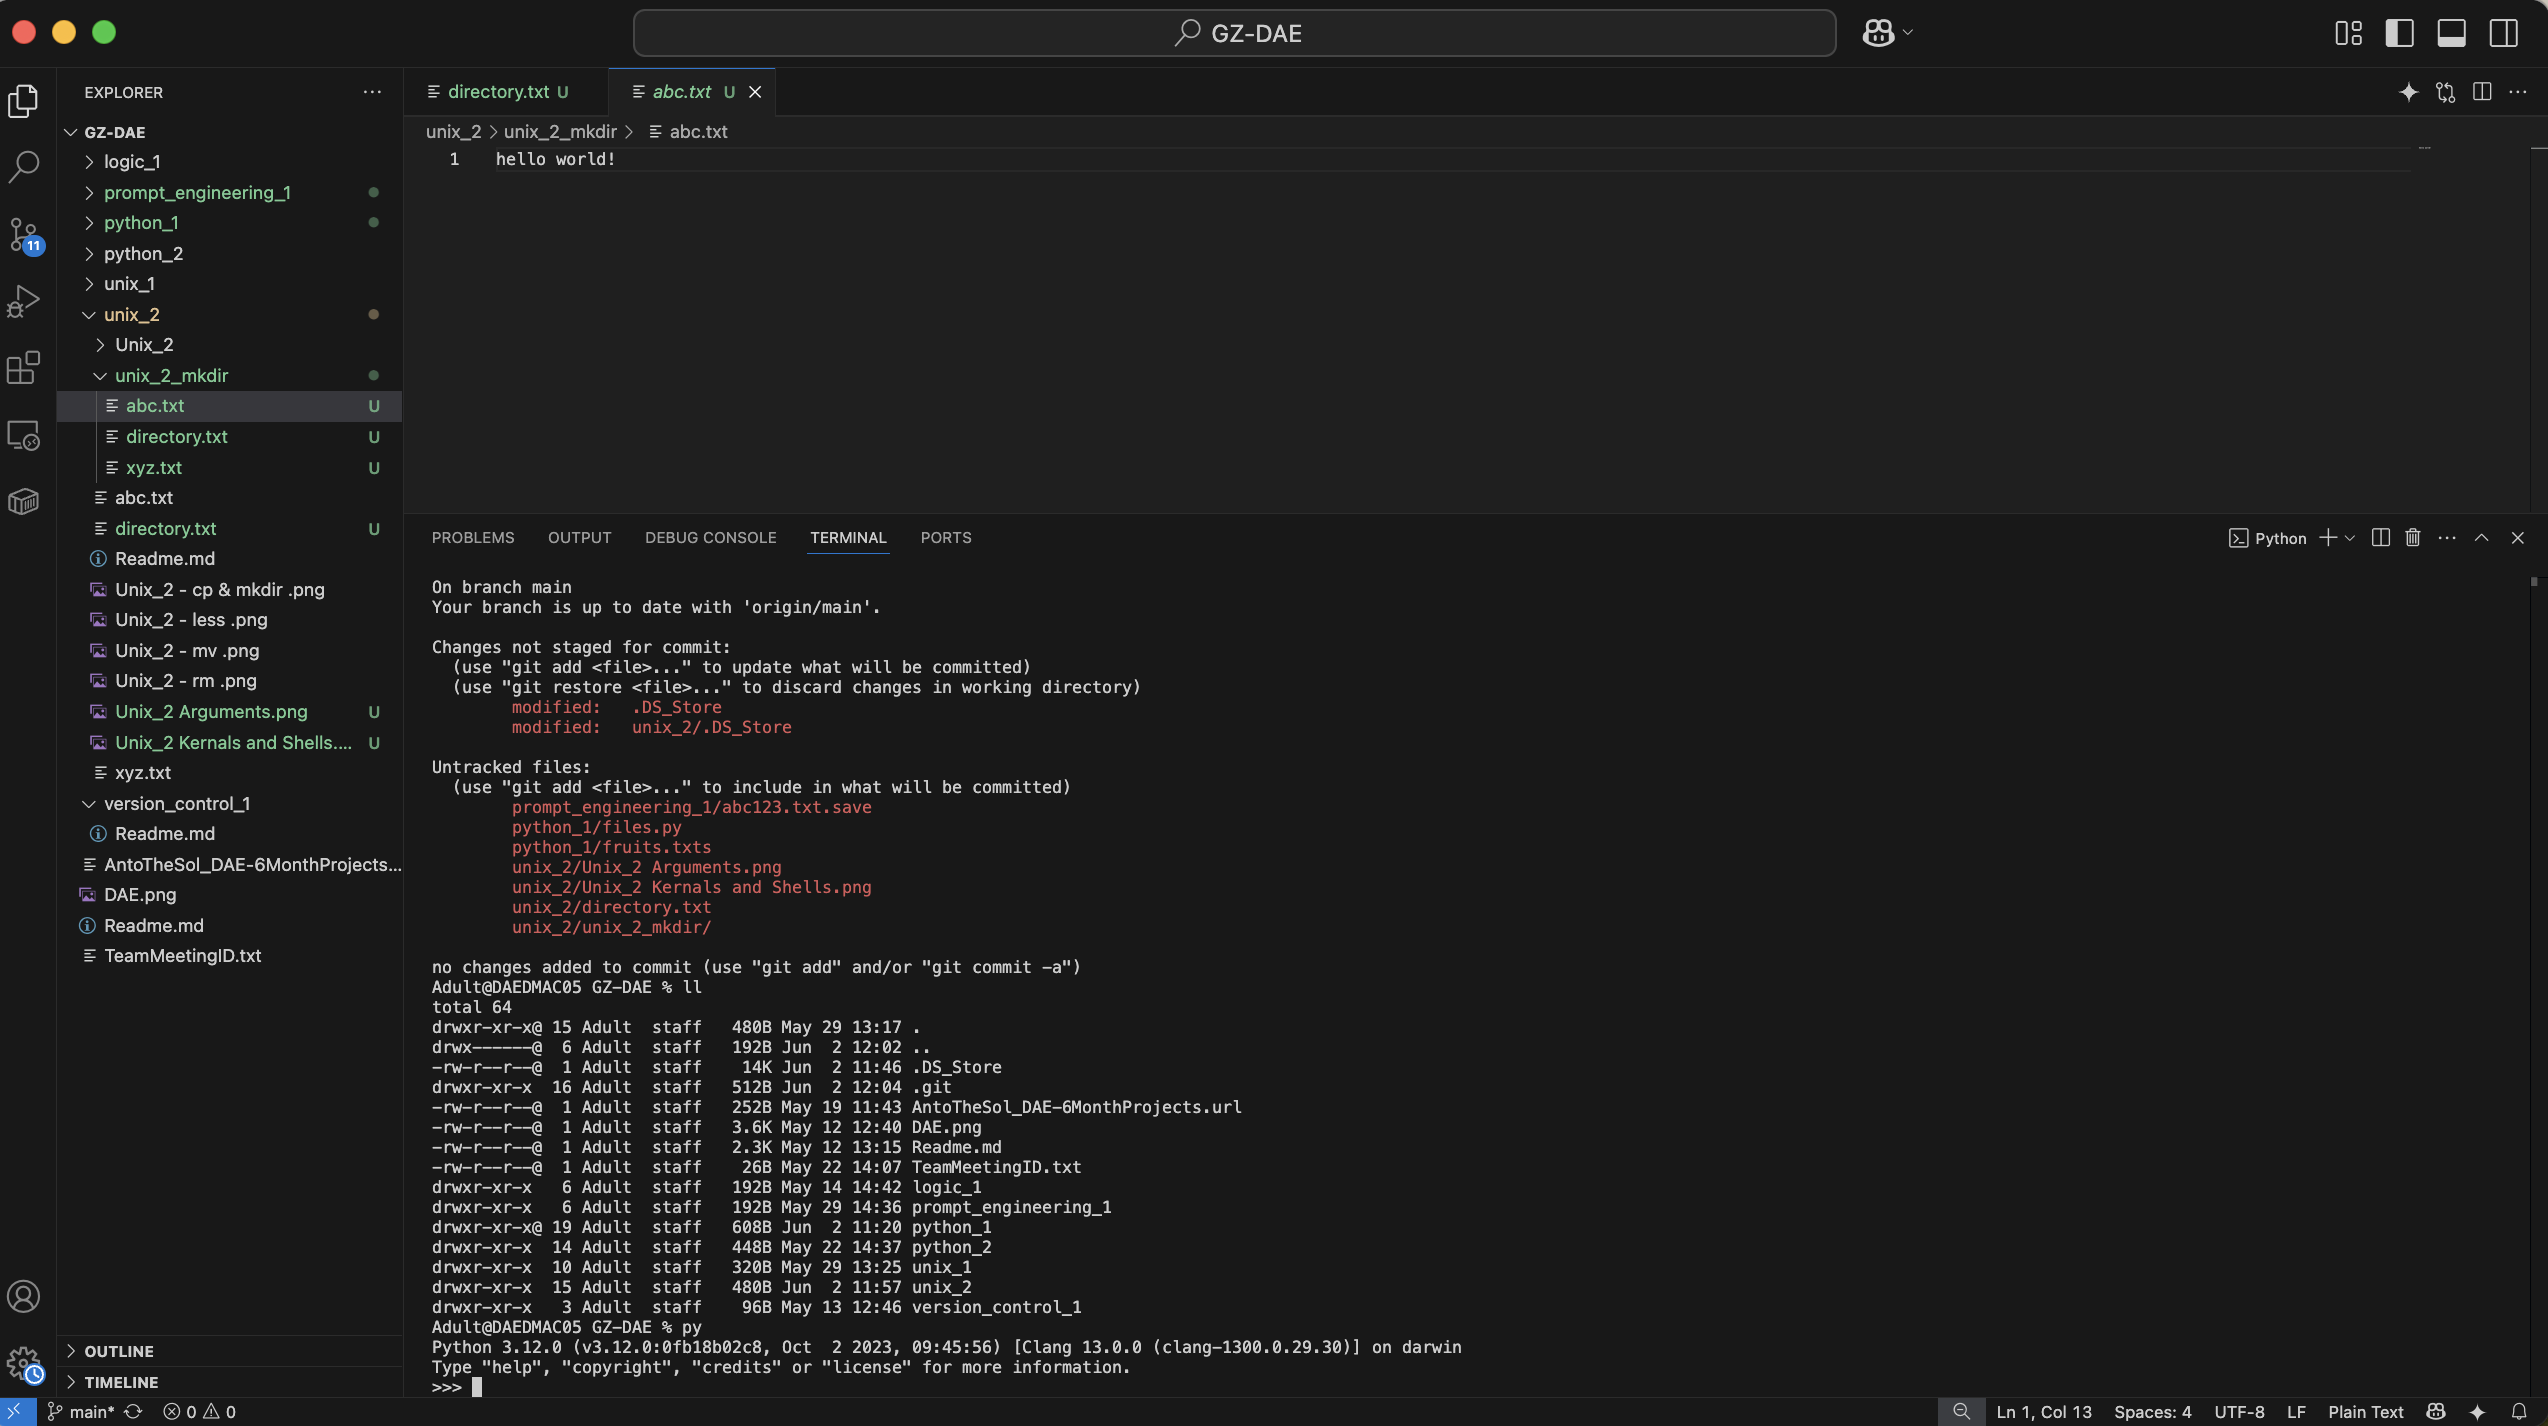 GZ-DAE
EXPLORER
GZ-DAE
logic_1
prompt_engineering_1
python_1
python_2
unix_1
unix_2
Unix_2
unix_2_mkdir
abc.txt U
directory.txt U
xyz.txt U
abc.txt
directory.txt U
Readme.md
Unix_2 - cp & mkdir .png
Unix_2 - less .png
Unix_2 - mv .png
Unix_2 - rm .png
Unix_2 Arguments.png U
Unix_2 Kernals and Shells.... U
xyz.txt
version_control_1
Readme.md
AntoTheSol_DAE-6MonthProjects...
DAE.png
Readme.md
TeamMeetingID.txt
OUTLINE
TIMELINE
11
directory.txt U
abc.txt U
unix_2 > unix_2_mkdir > abc.txt
1 hello world!
PROBLEMS OUTPUT DEBUG CONSOLE TERMINAL PORTS
Python
On branch main
Your branch is up to date with 'origin/main'.
Changes not staged for commit:
(use "git add <file>..." to update what will be committed)
(use "git restore <file>..." to discard changes in working directory)
modified: .DS_Store
modified: unix_2/.DS_Store
Untracked files:
(use "git add <file>..." to include in what will be committed)
prompt_engineering_1/abc123.txt.save
python_1/files.py
python_1/fruits.txts
unix_2/Unix_2 Arguments.png
unix_2/Unix_2 Kernals and Shells.png
unix_2/directory.txt
unix_2/unix_2_mkdir/
no changes added to commit (use "git add" and/or "git commit -a")
Adult@DAEDMAC05 GZ-DAE % ll
total 64
drwxr-xr-x@ 15 Adult staff 480B May 29 13:17 .
drwx------@ 6 Adult staff 192B Jun 2 12:02 ..
-rw-r--r--@ 1 Adult staff 14K Jun 2 11:46 .DS_Store
drwxr-xr-x 16 Adult staff 512B Jun 2 12:04 .git
-rw-r--r--@ 1 Adult staff 252B May 19 11:43 AntoTheSol_DAE-6MonthProjects.url
-rw-r--r--@ 1 Adult staff 3.6K May 12 12:40 DAE.png
-rw-r--r--@ 1 Adult staff 2.3K May 12 13:15 Readme.md
-rw-r--r--@ 1 Adult staff 26B May 22 14:07 TeamMeetingID.txt
drwxr-xr-x 6 Adult staff 192B May 14 14:42 logic_1
drwxr-xr-x 6 Adult staff 192B May 29 14:36 prompt_engineering_1
drwxr-xr-x@ 19 Adult staff 608B Jun 2 11:20 python_1
drwxr-xr-x 14 Adult staff 448B May 22 14:37 python_2
drwxr-xr-x 10 Adult staff 320B May 29 13:25 unix_1
drwxr-xr-x 15 Adult staff 480B Jun 2 11:57 unix_2
drwxr-xr-x 3 Adult staff 96B May 13 12:46 version_control_1
Adult@DAEDMAC05 GZ-DAE % py
Python 3.12.0 (v3.12.0:0fb18b02c8, Oct 2 2023, 09:45:56) [Clang 13.0.0 (clang-1300.0.29.30)] on darwin
Type "help", "copyright", "credits" or "license" for more information.
>>>
main* 0 0 Ln 1, Col 13 Spaces: 4 UTF-8 LF Plain Text